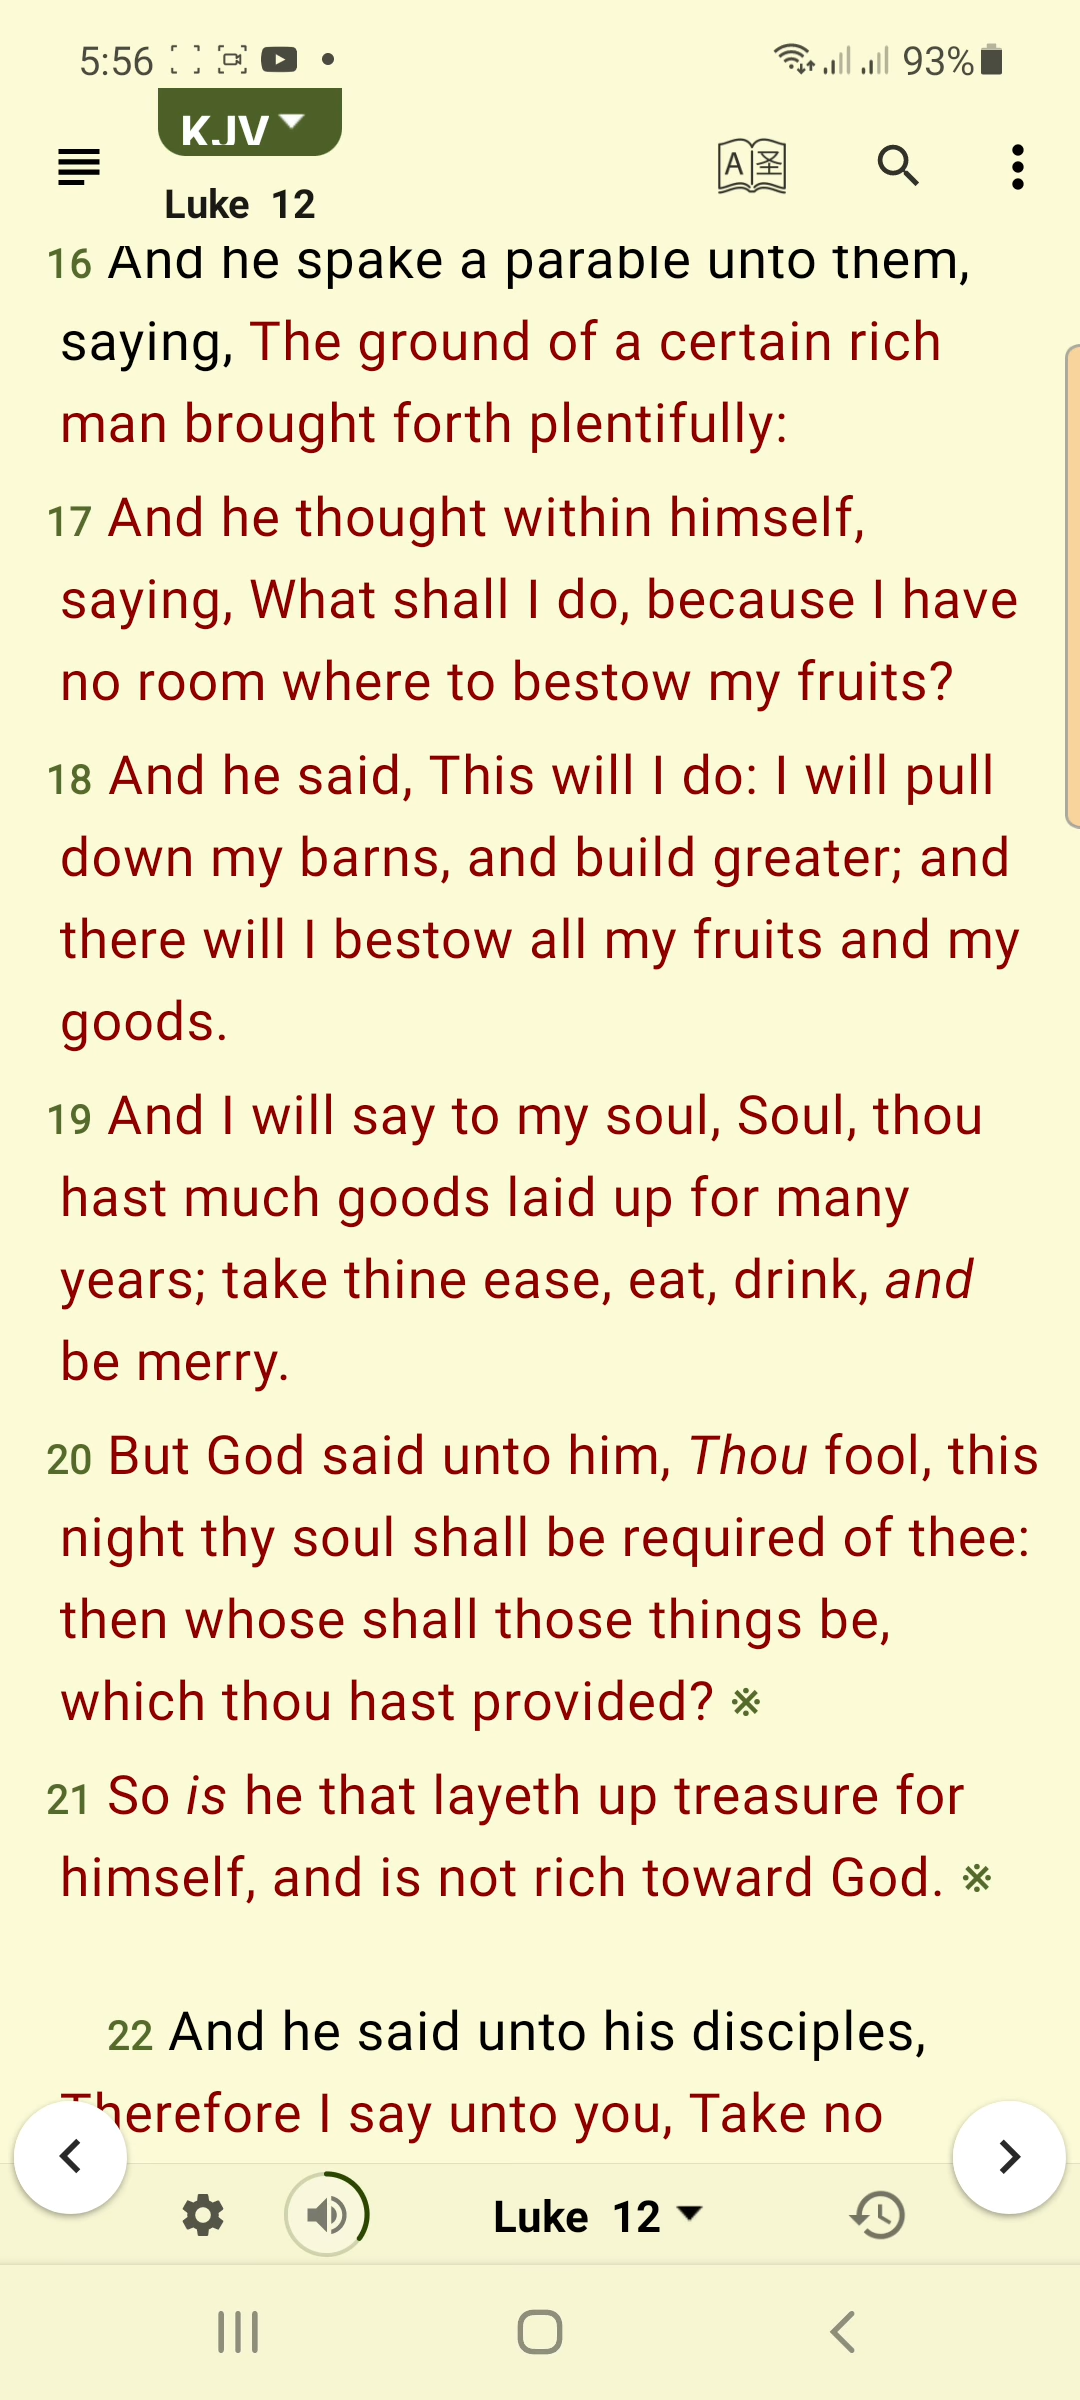 5:56 93%
KJV
A 圣
Luke 12
16 And he spake a parable unto them,
saying, The ground of a certain rich
man brought forth plentifully:
17 And he thought within himself,
saying, What shall I do, because I have
no room where to bestow my fruits?
18 And he said, This will I do: I will pull
down my barns, and build greater; and
there will I bestow all my fruits and my
goods.
19 And I will say to my soul, Soul, thou
hast much goods laid up for many
years; take thine ease, eat, drink, and
be merry.
20 But God said unto him, Thou fool, this
night thy soul shall be required of thee:
then whose shall those things be,
which thou hast provided? ※
21 So is he that layeth up treasure for
himself, and is not rich toward God. ※
22 And he said unto his disciples,
Therefore I say unto you, Take no
Luke 12